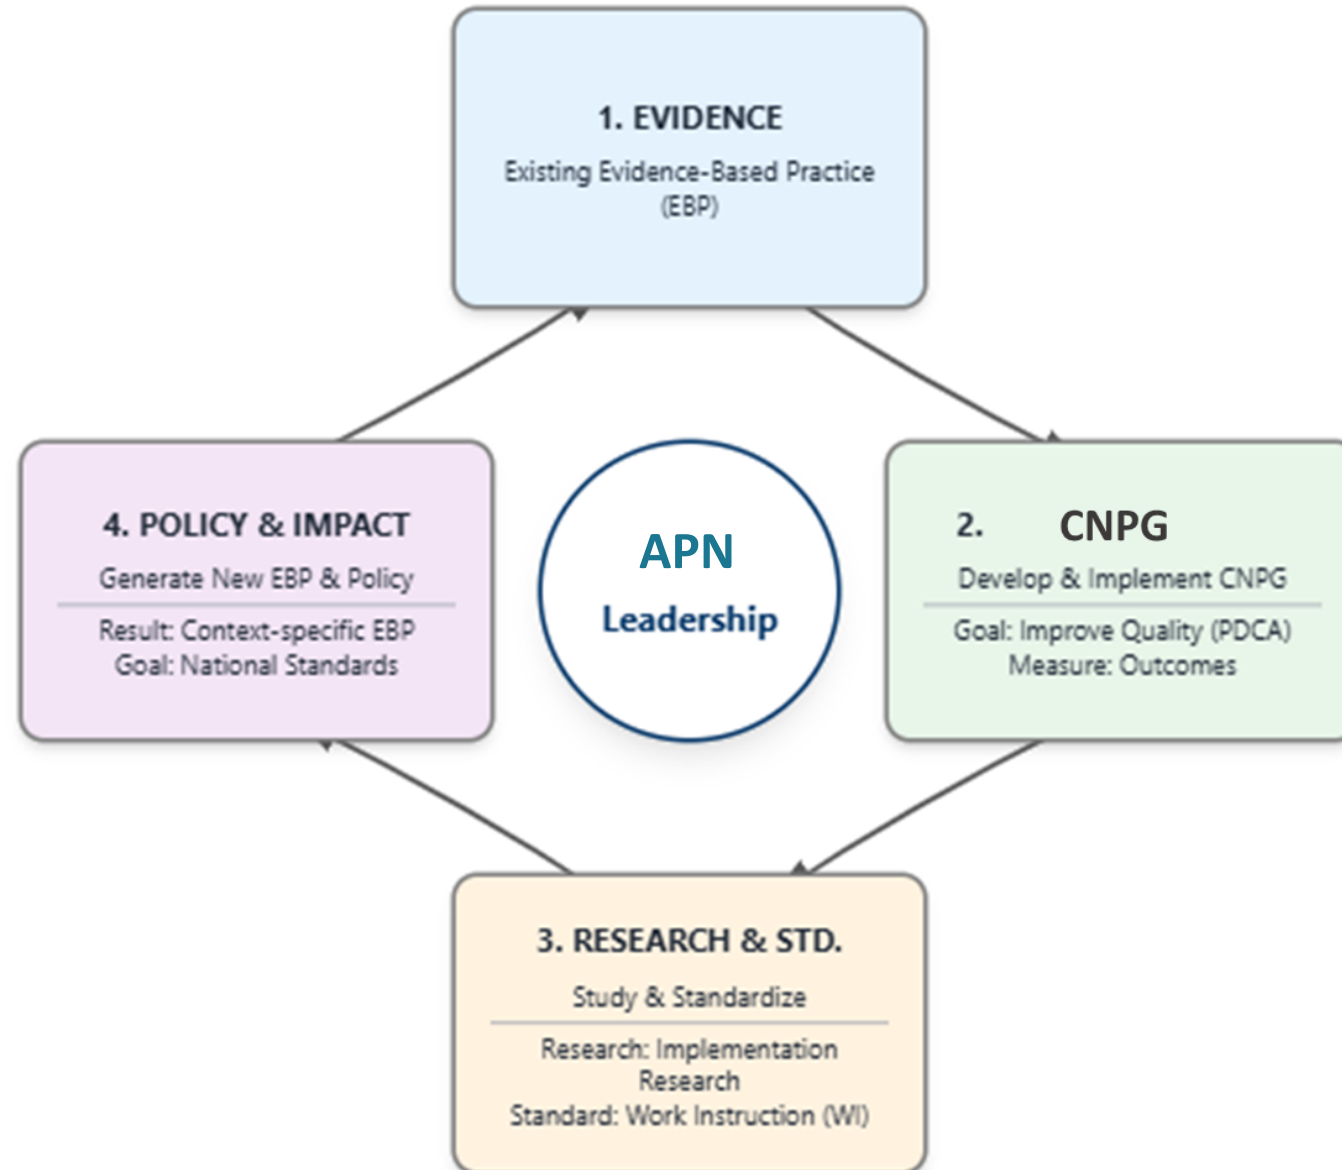 1. EVIDENCE
Existing Evidence-Based Practice
(EBP)
4. POLICY & IMPACT
Generate New EBP & Policy
Result: Context-specific EBP
Goal: National Standards
APN
Leadership
2. CNPG
Develop & Implement CNPG
Goal: Improve Quality (PDCA)
Measure: Outcomes
3. RESEARCH & STD.
Study & Standardize
Research: Implementation
Research
Standard: Work Instruction (WI)